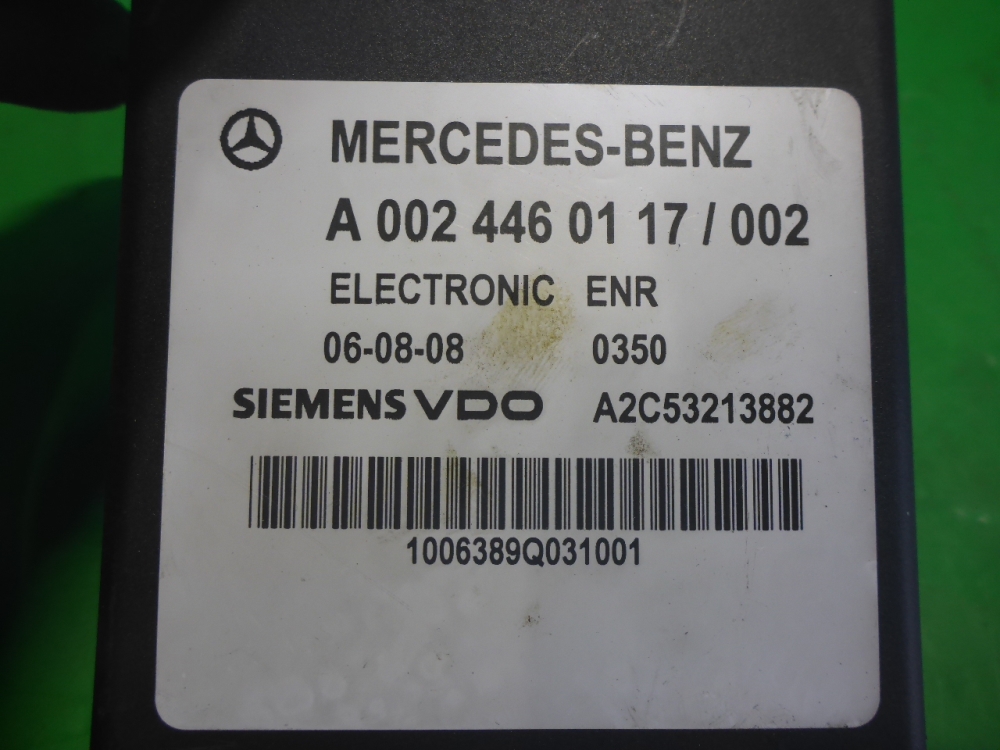 MERCEDES-BENZ
A 002 446 01 17 / 002
ELECTRONIC ENR
06-08-08 0350
SIEMENS VDO A2C53213882
1006389Q031001